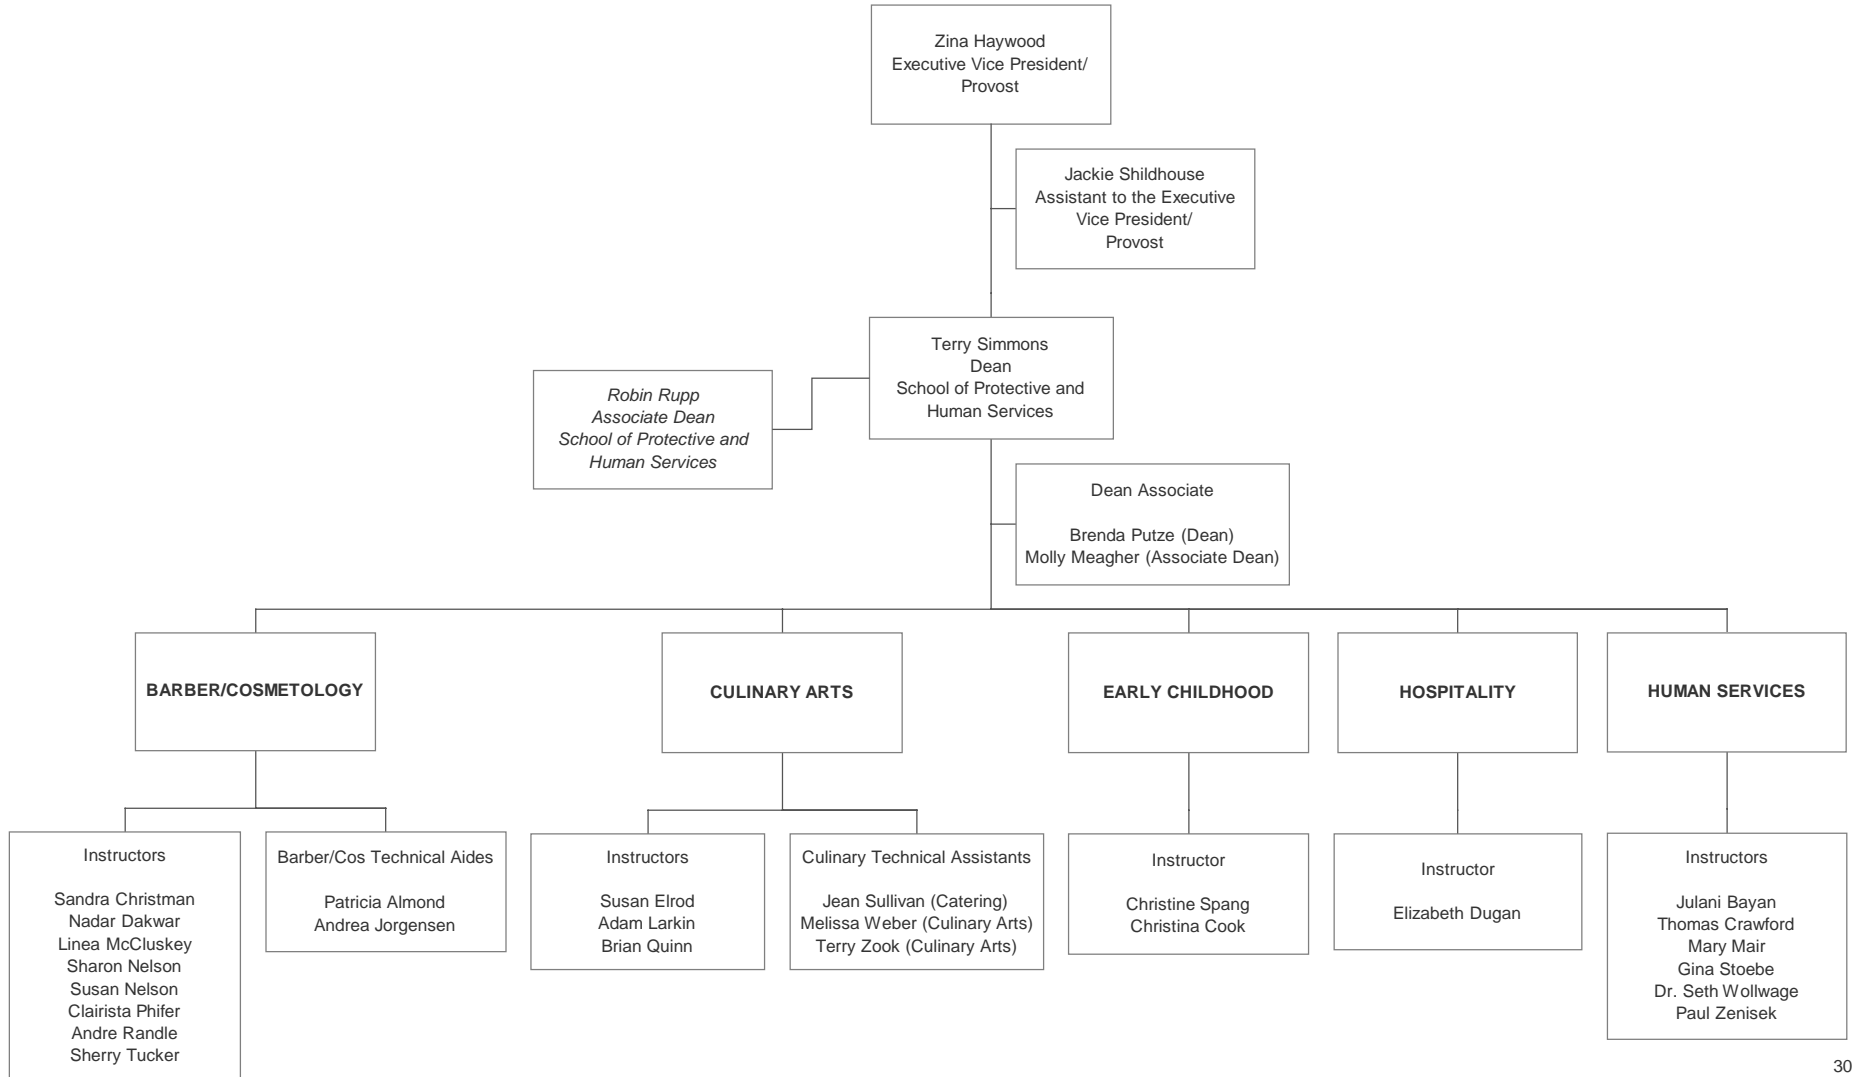 Zina Haywood
Executive Vice President/
Provost
Jackie Shildhouse
Assistant to the Executive
Vice President/
Provost
Terry Simmons
Dean
School of Protective and
Human Services
Robin Rupp
Associate Dean
School of Protective and
Human Services
Dean Associate
Brenda Putze (Dean)
Molly Meagher (Associate Dean)
BARBER/COSMETOLOGY
CULINARY ARTS
EARLY CHILDHOOD
HOSPITALITY
HUMAN SERVICES
Instructors
Sandra Christman
Nadar Dakwar
Linea McCluskey
Sharon Nelson
Susan Nelson
Clairista Phifer
Andre Randle
Sherry Tucker
Barber/Cos Technical Aides
Patricia Almond
Andrea Jorgensen
Instructors
Susan Elrod
Adam Larkin
Brian Quinn
Culinary Technical Assistants
Jean Sullivan (Catering)
Melissa Weber (Culinary Arts)
Terry Zook (Culinary Arts)
Instructor
Christine Spang
Christina Cook
Instructor
Elizabeth Dugan
Instructors
Julani Bayan
Thomas Crawford
Mary Mair
Gina Stoebe
Dr. Seth Wollwage
Paul Zenisek
30